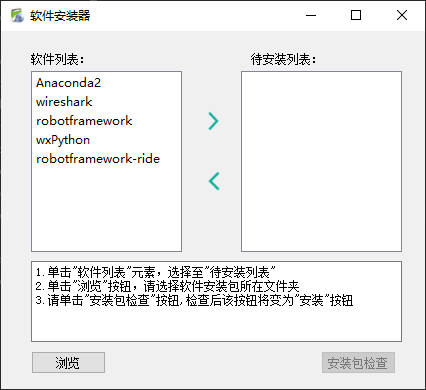 软件安装器
软件列表：
待安装列表：
Anaconda2
wireshark
robotframework
wxPython
robotframework-ride
1.单击"软件列表"元素，选择至"待安装列表"
2.单击"浏览"按钮，请选择软件安装包所在文件夹
3.请单击"安装包检查"按钮,检查后该按钮将变为"安装"按钮
浏览
安装包检查